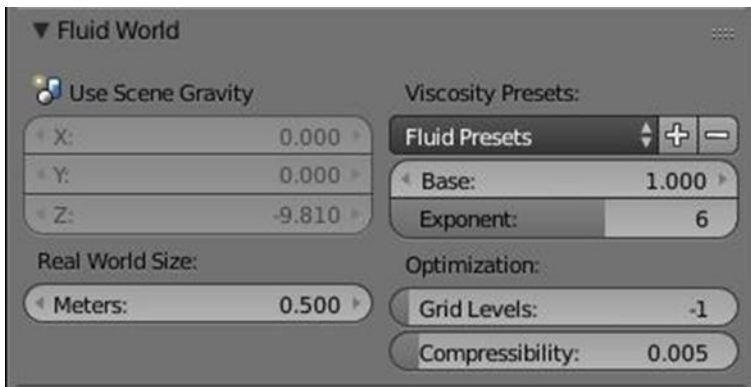 Fluid World
Use Scene Gravity
X: 0.000
Y: 0.000
Z: -9.810
Real World Size:
Meters: 0.500
Viscosity Presets:
Fluid Presets
Base: 1.000
Exponent: 6
Optimization:
Grid Levels: -1
Compressibility: 0.005